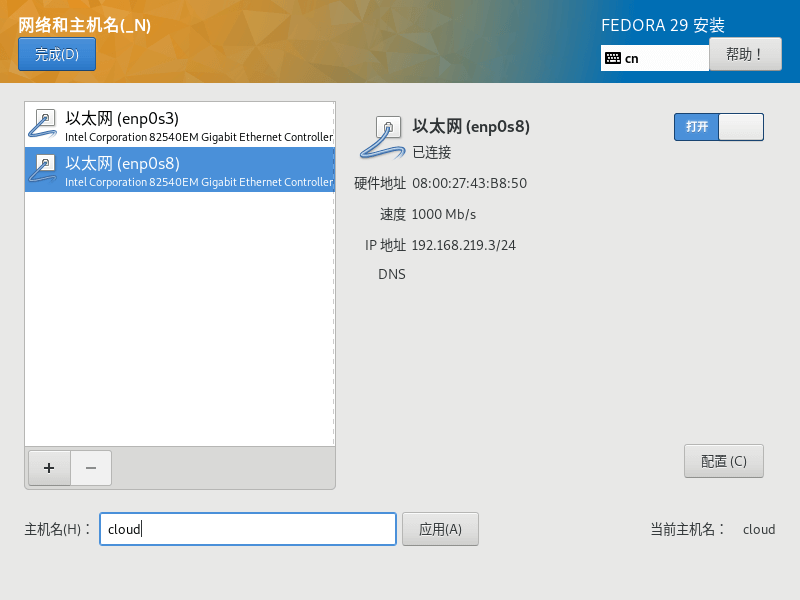 网络和主机名(_N)
FEDORA 29 安装
完成(D)
cn
帮助！
以太网 (enp0s3)
Intel Corporation 82540EM Gigabit Ethernet Controller
以太网 (enp0s8)
Intel Corporation 82540EM Gigabit Ethernet Controller
以太网 (enp0s8)
已连接
打开
硬件地址 08:00:27:43:B8:50
速度 1000 Mb/s
IP 地址 192.168.219.3/24
DNS
+ −
配置 (C)
主机名(H)： cloud 应用(A) 当前主机名： cloud